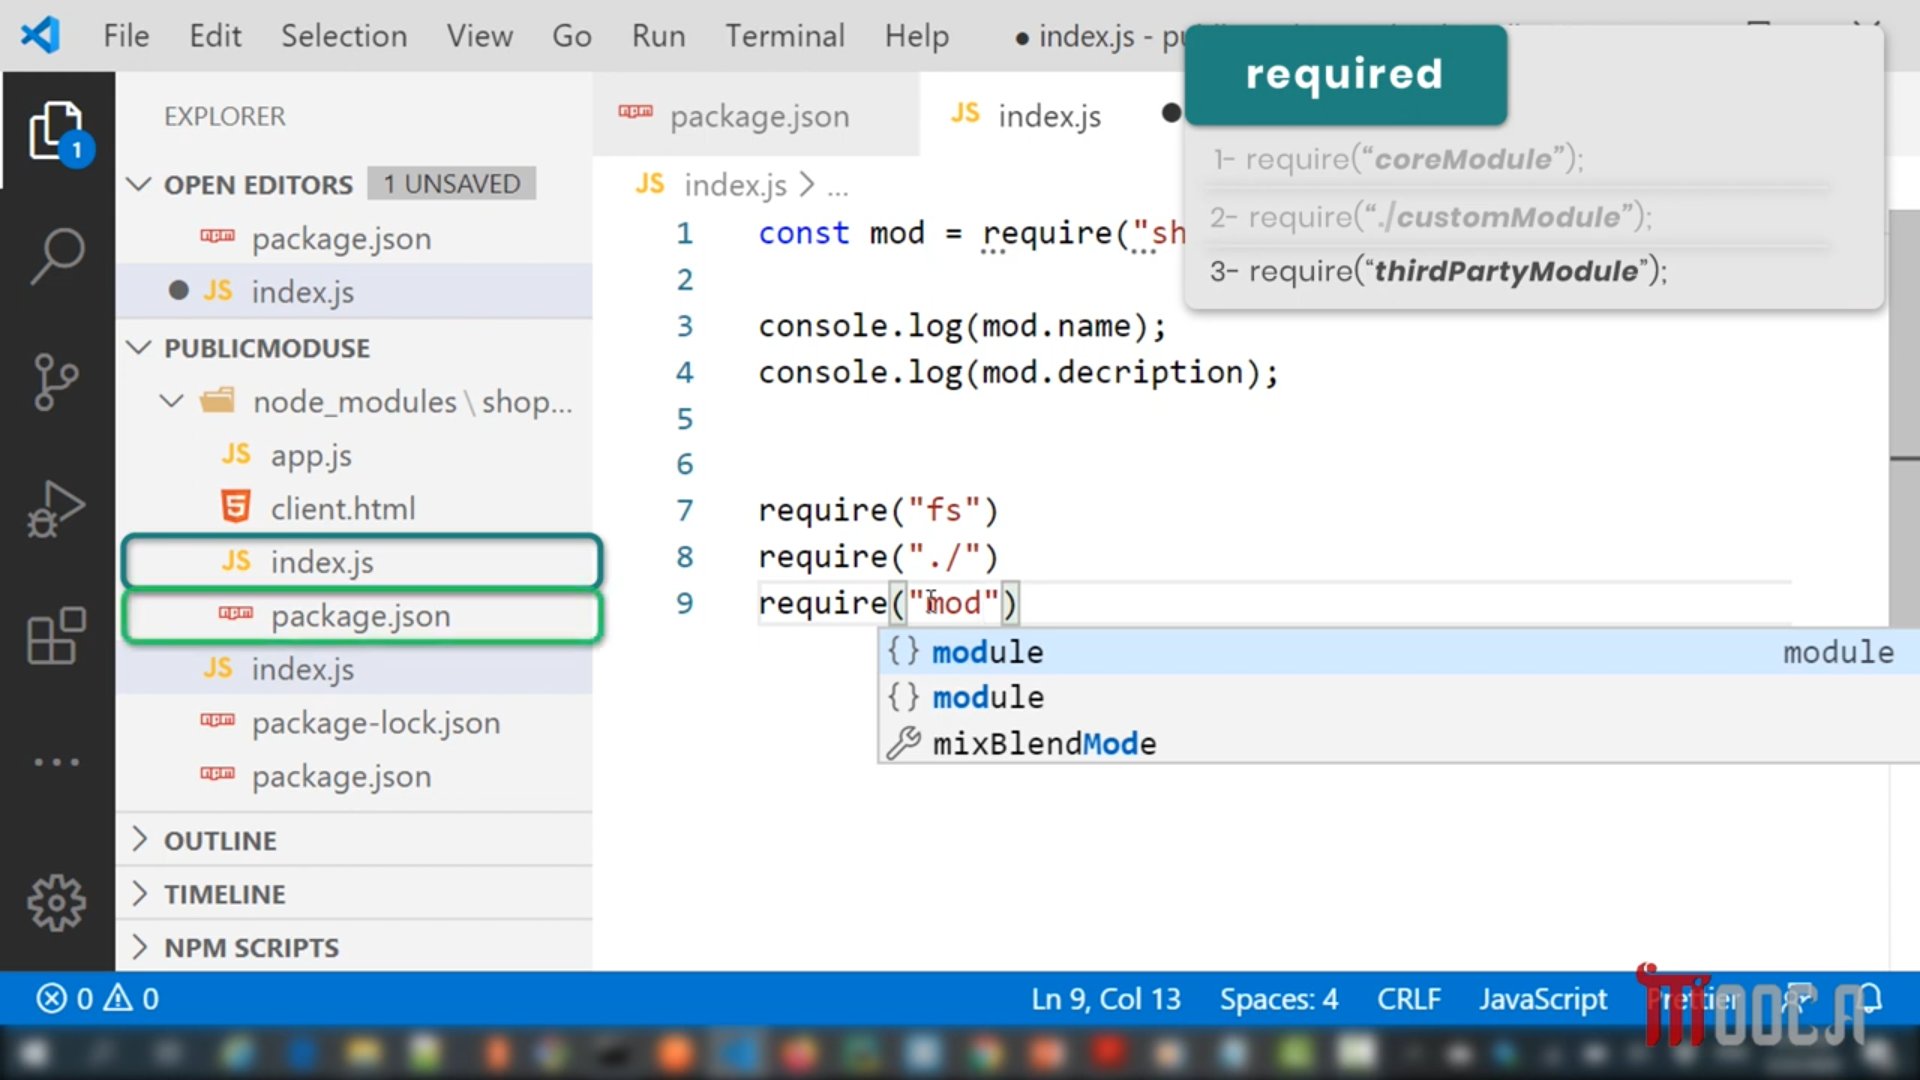 File Edit Selection View Go Run Terminal Help ● index.js - pu
required
1- require(“coreModule”);
2- require(“./customModule”);
3- require(“thirdPartyModule”);
EXPLORER
1
OPEN EDITORS 1 UNSAVED
package.json
● JS index.js
PUBLICMODUSE
node_modules \ shop...
JS app.js
client.html
JS index.js
package.json
JS index.js
package-lock.json
package.json
OUTLINE
TIMELINE
NPM SCRIPTS
package.json JS index.js ●
JS index.js > ...
1 const mod = require("sh
2
3 console.log(mod.name);
4 console.log(mod.decription);
5
6
7 require("fs")
8 require("./")
9 require("mod")
{} module module
{} module
mixBlendMode
0 0 Ln 9, Col 13 Spaces: 4 CRLF JavaScript Prettier
MOOCA